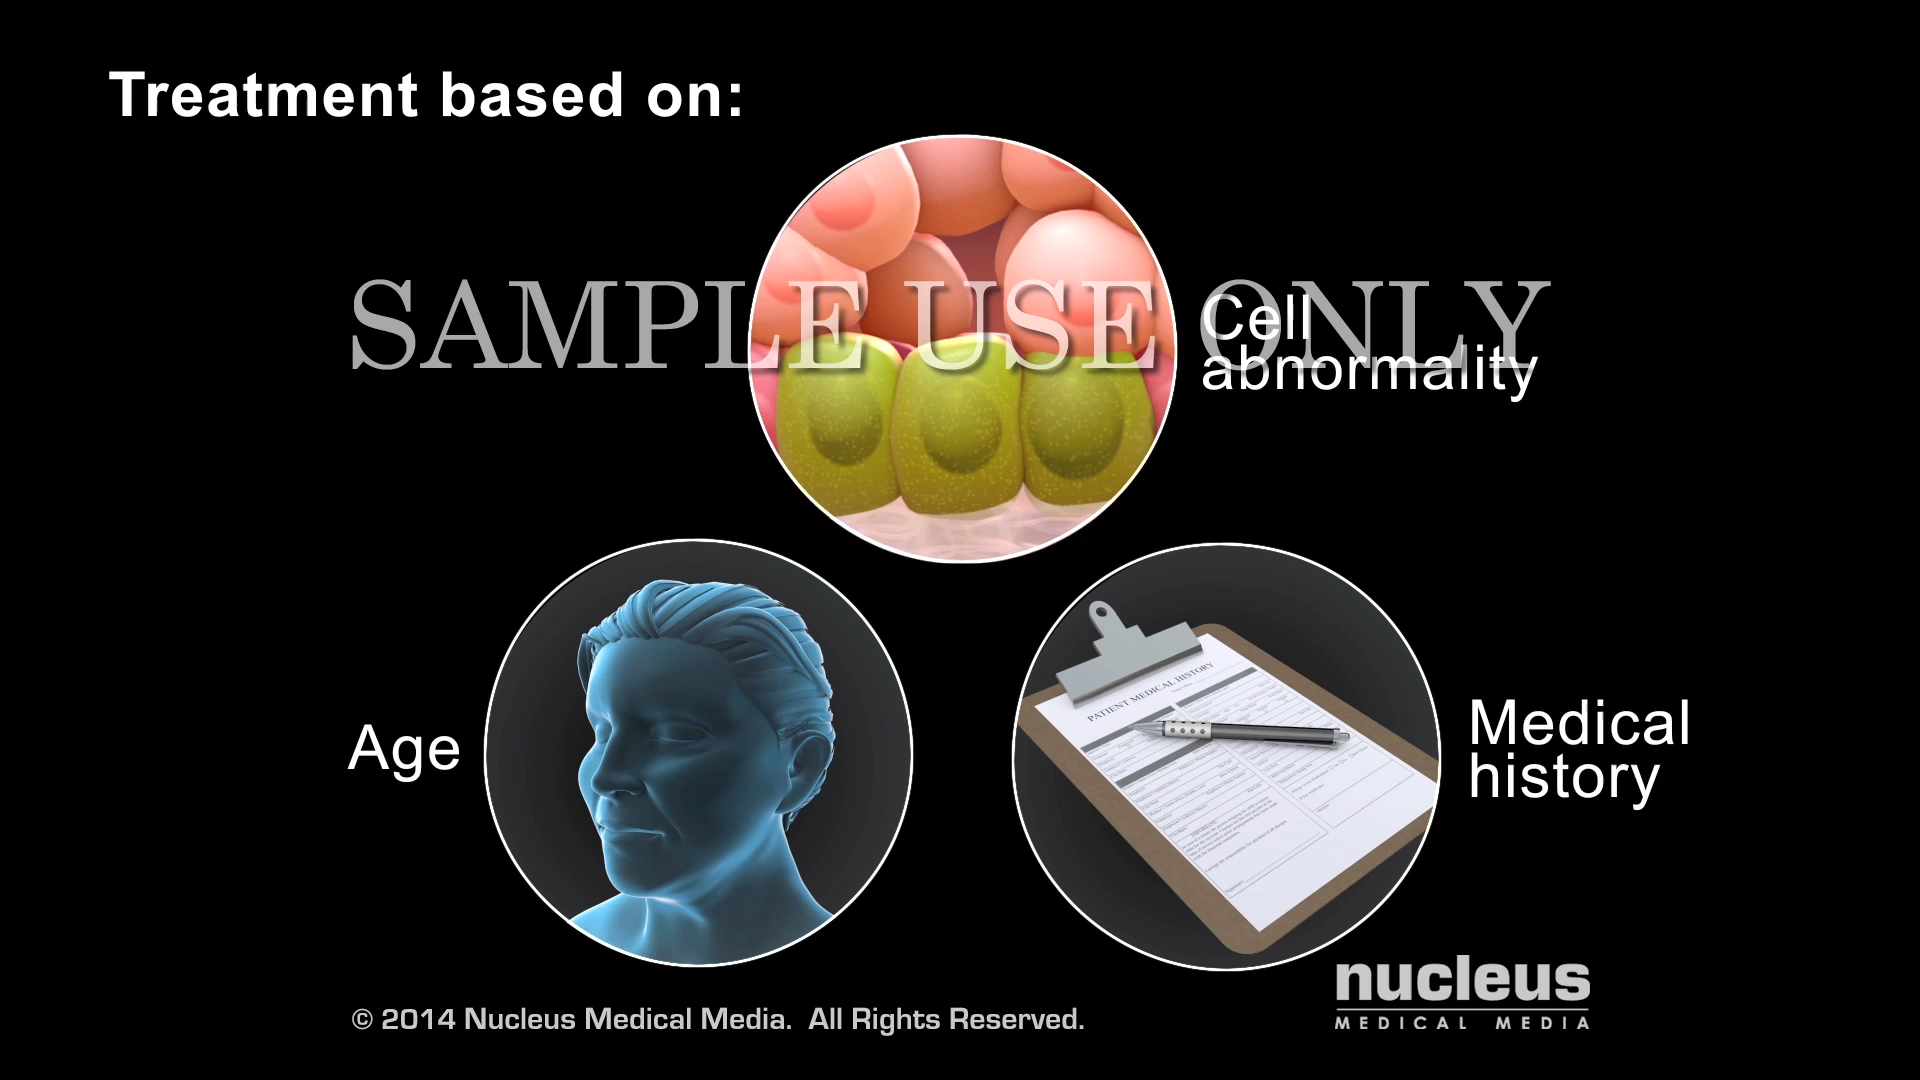 Treatment based on:
SAMPLE USE ONLY
Cell
abnormality
Age
PATIENT MEDICAL HISTORY
Medical
history
nucleus
MEDICAL MEDIA
© 2014 Nucleus Medical Media. All Rights Reserved.